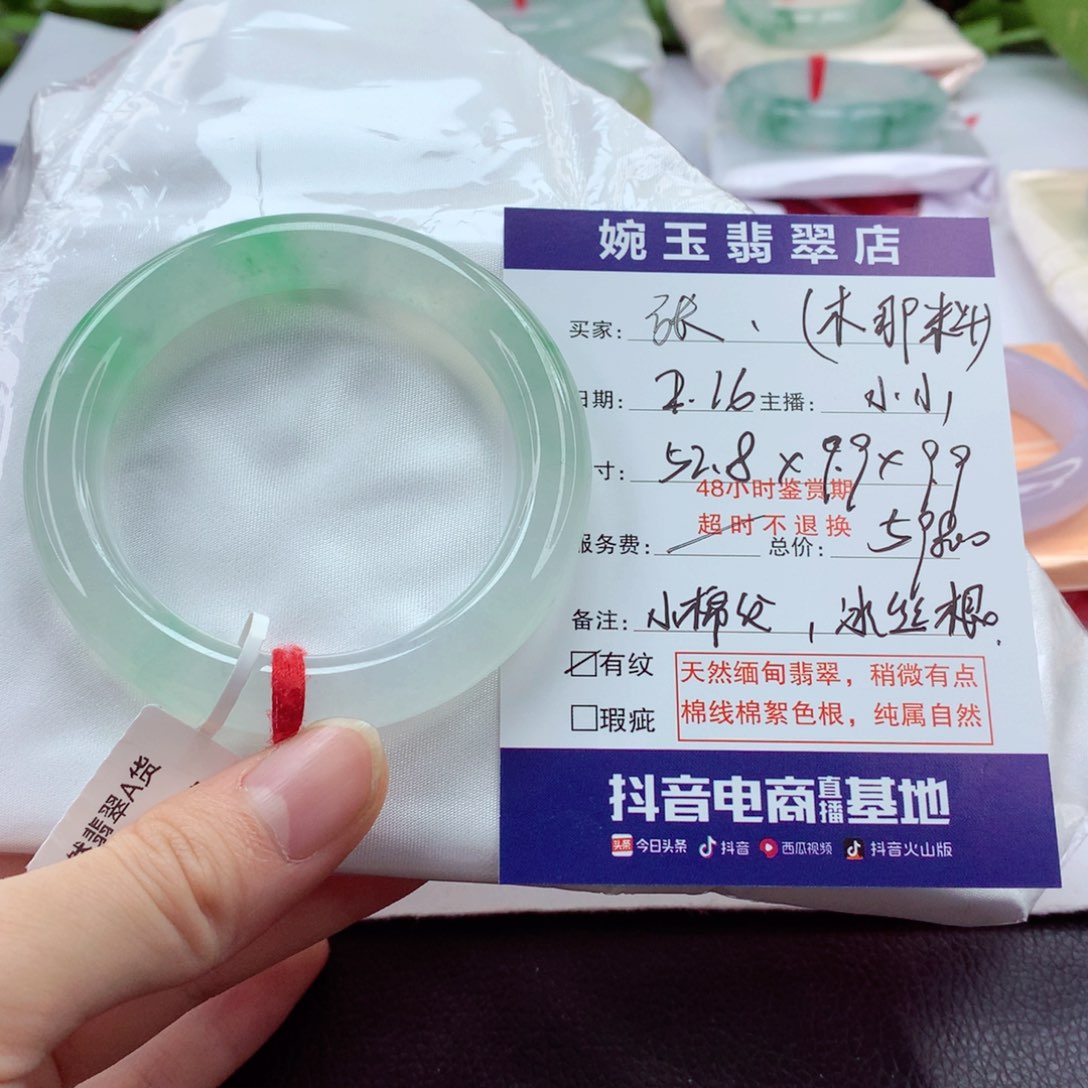 婉玉翡翠店
买家: 张、(木那料)
日期: 2.16 主播: 小小
寸: 52.8×9.9×9.9
48小时鉴赏期
超时不退换
服务费: 总价:
备注: 小棉父,冰丝根。
有纹
瑕疵
天然缅甸翡翠，稍微有点
棉线棉絮色根，纯属自然
抖音电商直播基地
头条 今日头条 抖音 西瓜视频 抖音火山版
翡翠A货